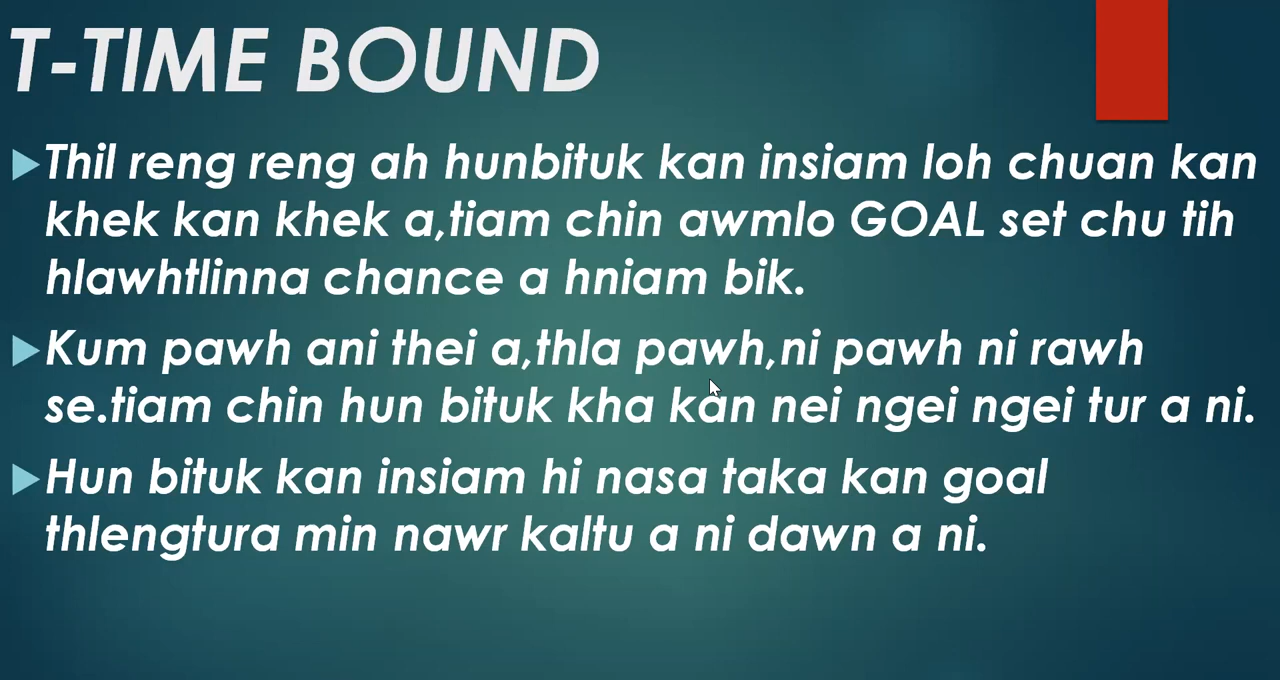 T-TIME BOUND
Thil reng reng ah hunbituk kan insiam loh chuan kan
khek kan khek a,tiam chin awmlo GOAL set chu tih
hlawhtlinna chance a hniam bik.
Kum pawh ani thei a,thla pawh,ni pawh ni rawh
se.tiam chin hun bituk kha kan nei ngei ngei tur a ni.
Hun bituk kan insiam hi nasa taka kan goal
thlengtura min nawr kaltu a ni dawn a ni.